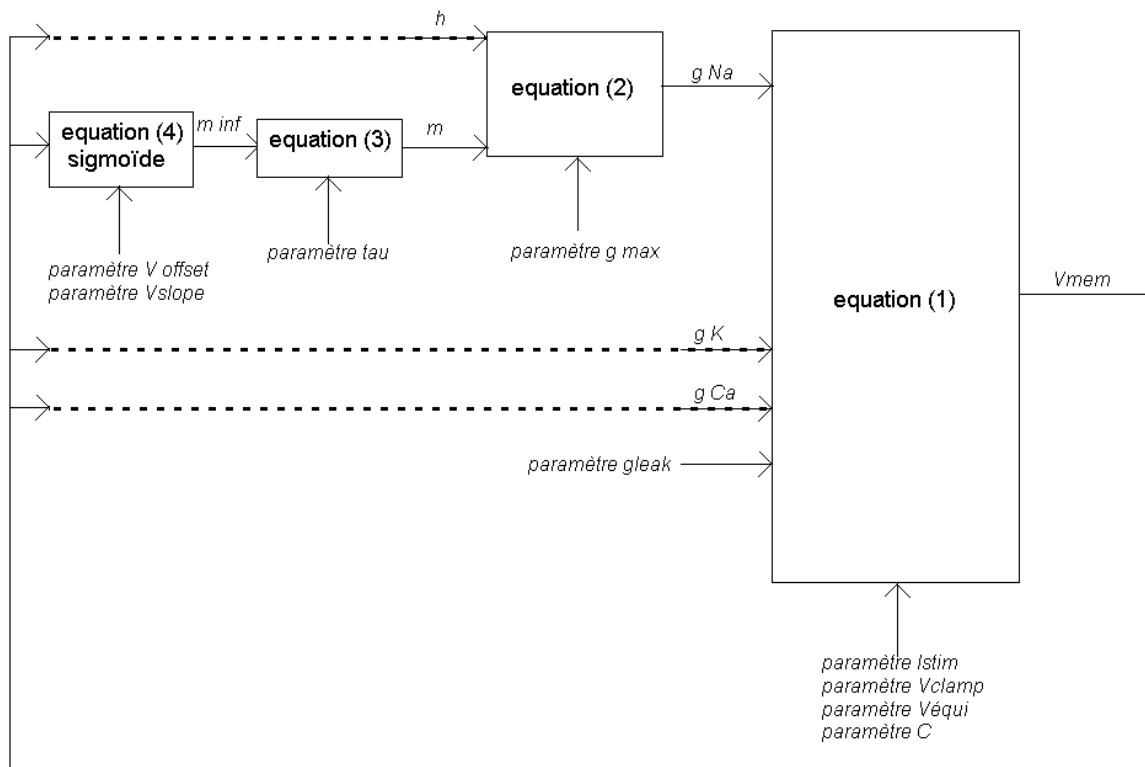 h
equation (2)
g Na
equation (4)
sigmoïde
m inf
equation (3)
m
paramètre V offset
paramètre Vslope
paramètre tau
paramètre g max
equation (1)
Vmem
g K
g Ca
paramètre gleak
paramètre Istim
paramètre Vclamp
paramètre Véqui
paramètre C